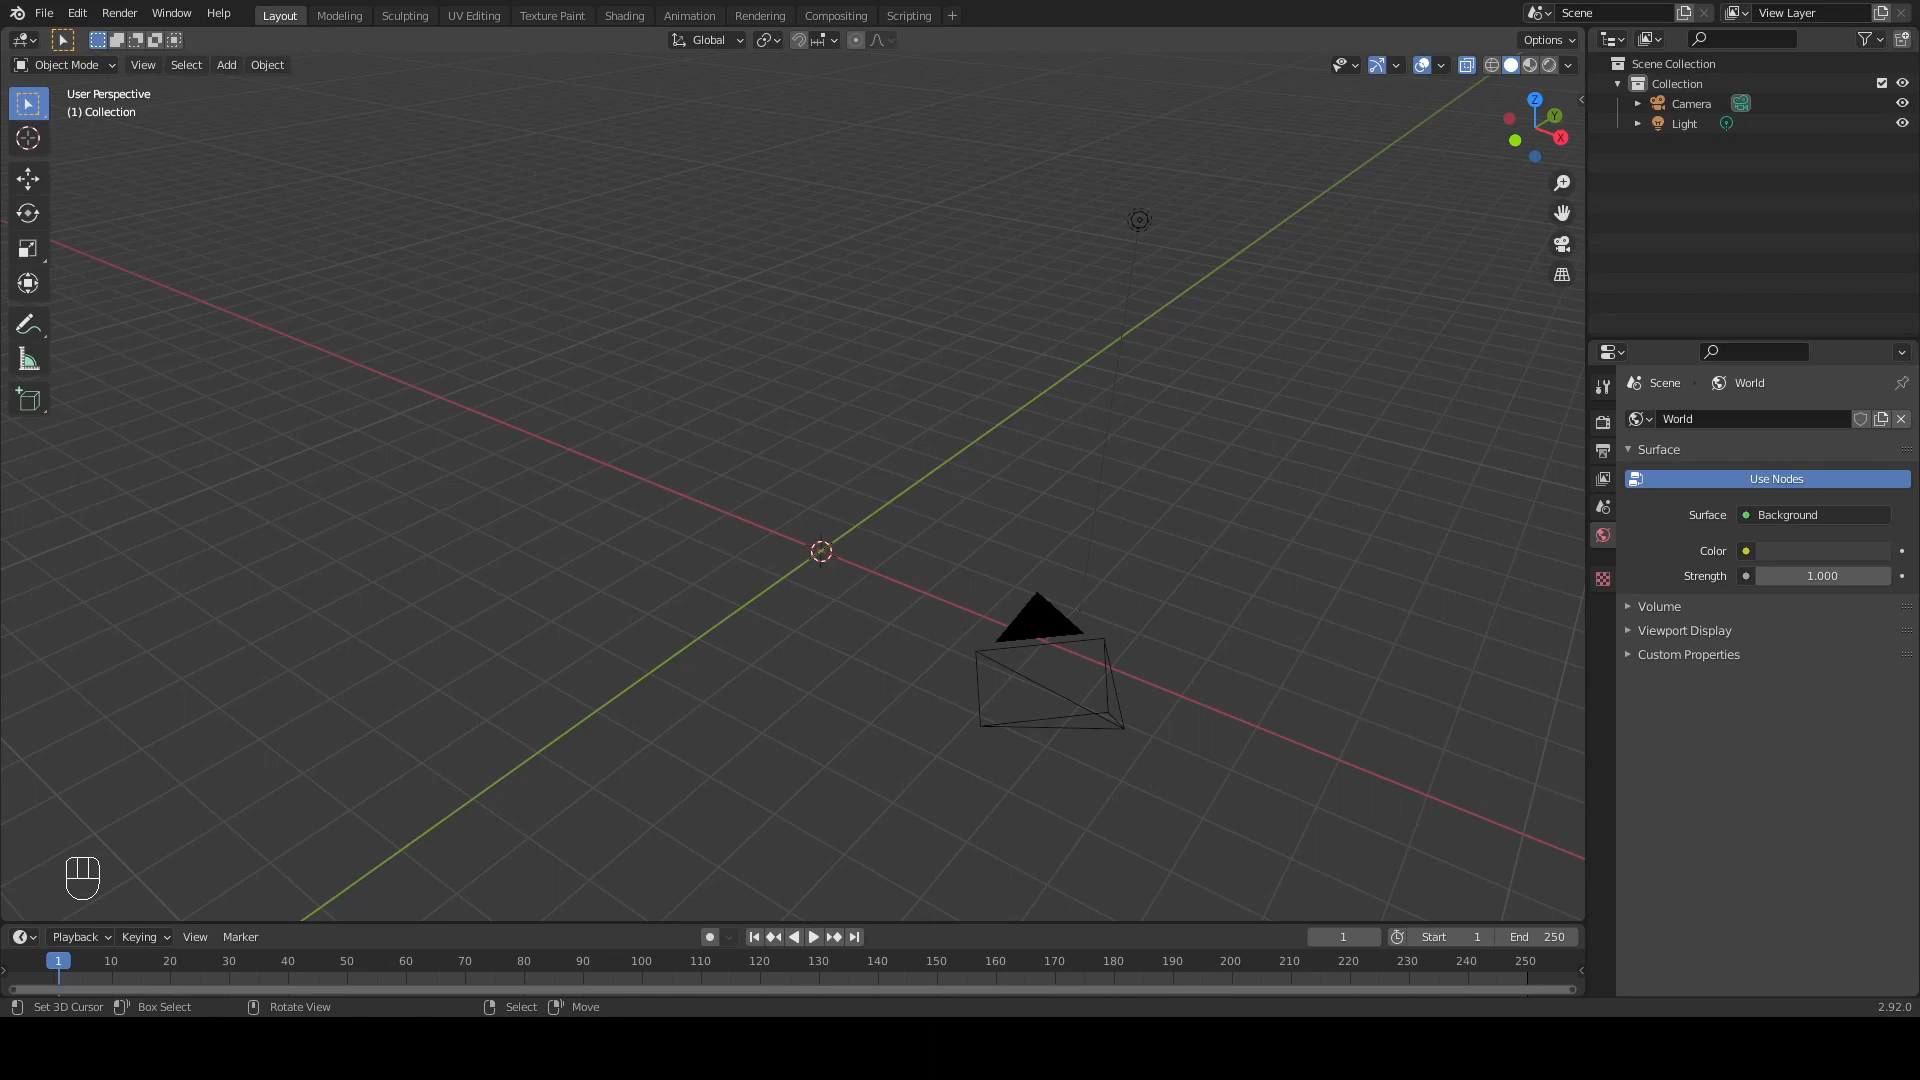 File Edit Render Window Help Layout Modeling Sculpting UV Editing Texture Paint Shading Animation Rendering Compositing Scripting + Scene View Layer
Global Options
Object Mode View Select Add Object
User Perspective
(1) Collection
Z
Y
X
Scene Collection
Collection
Camera
Light
Scene World
World
Surface
Use Nodes
Surface Background
Color
Strength 1.000
Volume
Viewport Display
Custom Properties
Playback Keying View Marker 1 Start 1 End 250
1 10 20 30 40 50 60 70 80 90 100 110 120 130 140 150 160 170 180 190 200 210 220 230 240 250
Set 3D Cursor Box Select Rotate View Select Move 2.92.0